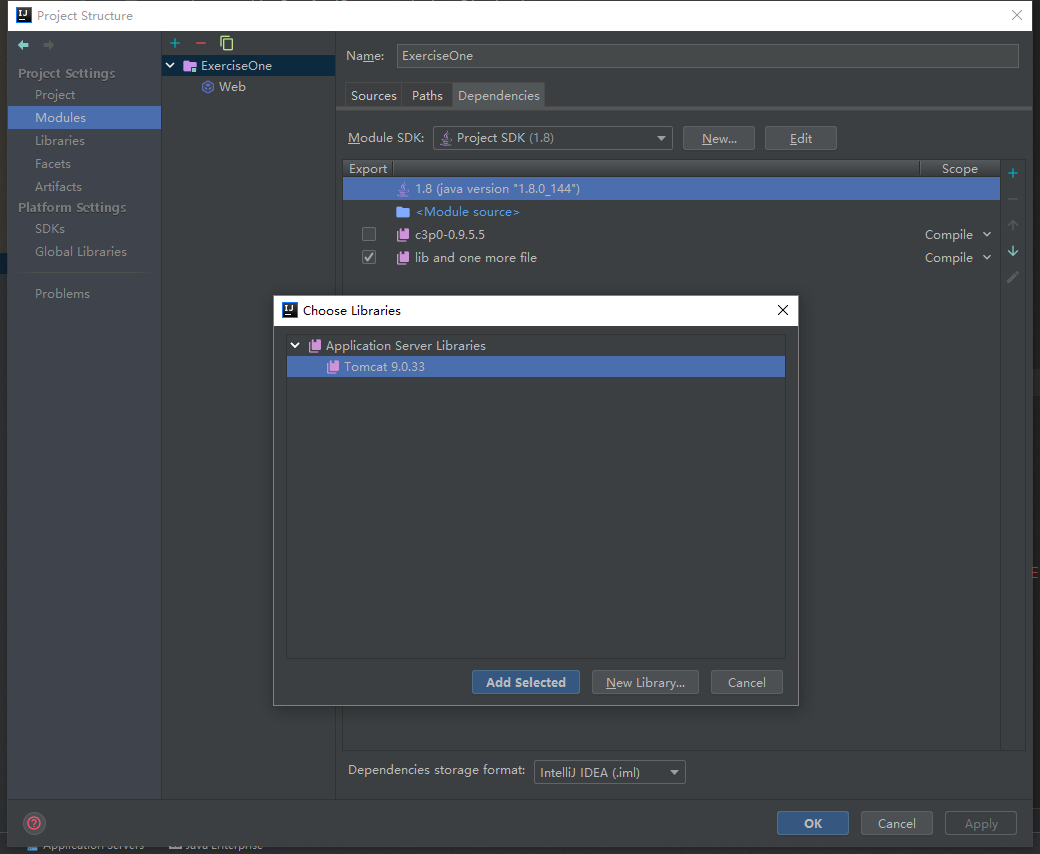 Project Structure
Project Settings
Project
Modules
Libraries
Facets
Artifacts
Platform Settings
SDKs
Global Libraries
Problems
ExerciseOne
Web
Name: ExerciseOne
Sources Paths Dependencies
Module SDK: Project SDK (1.8) New... Edit
Export Scope
1.8 (java version "1.8.0_144")
<Module source>
c3p0-0.9.5.5 Compile
lib and one more file Compile
Choose Libraries
Application Server Libraries
Tomcat 9.0.33
Add Selected New Library... Cancel
Dependencies storage format: IntelliJ IDEA (.iml)
OK Cancel Apply
Application Servers Java Enterprise